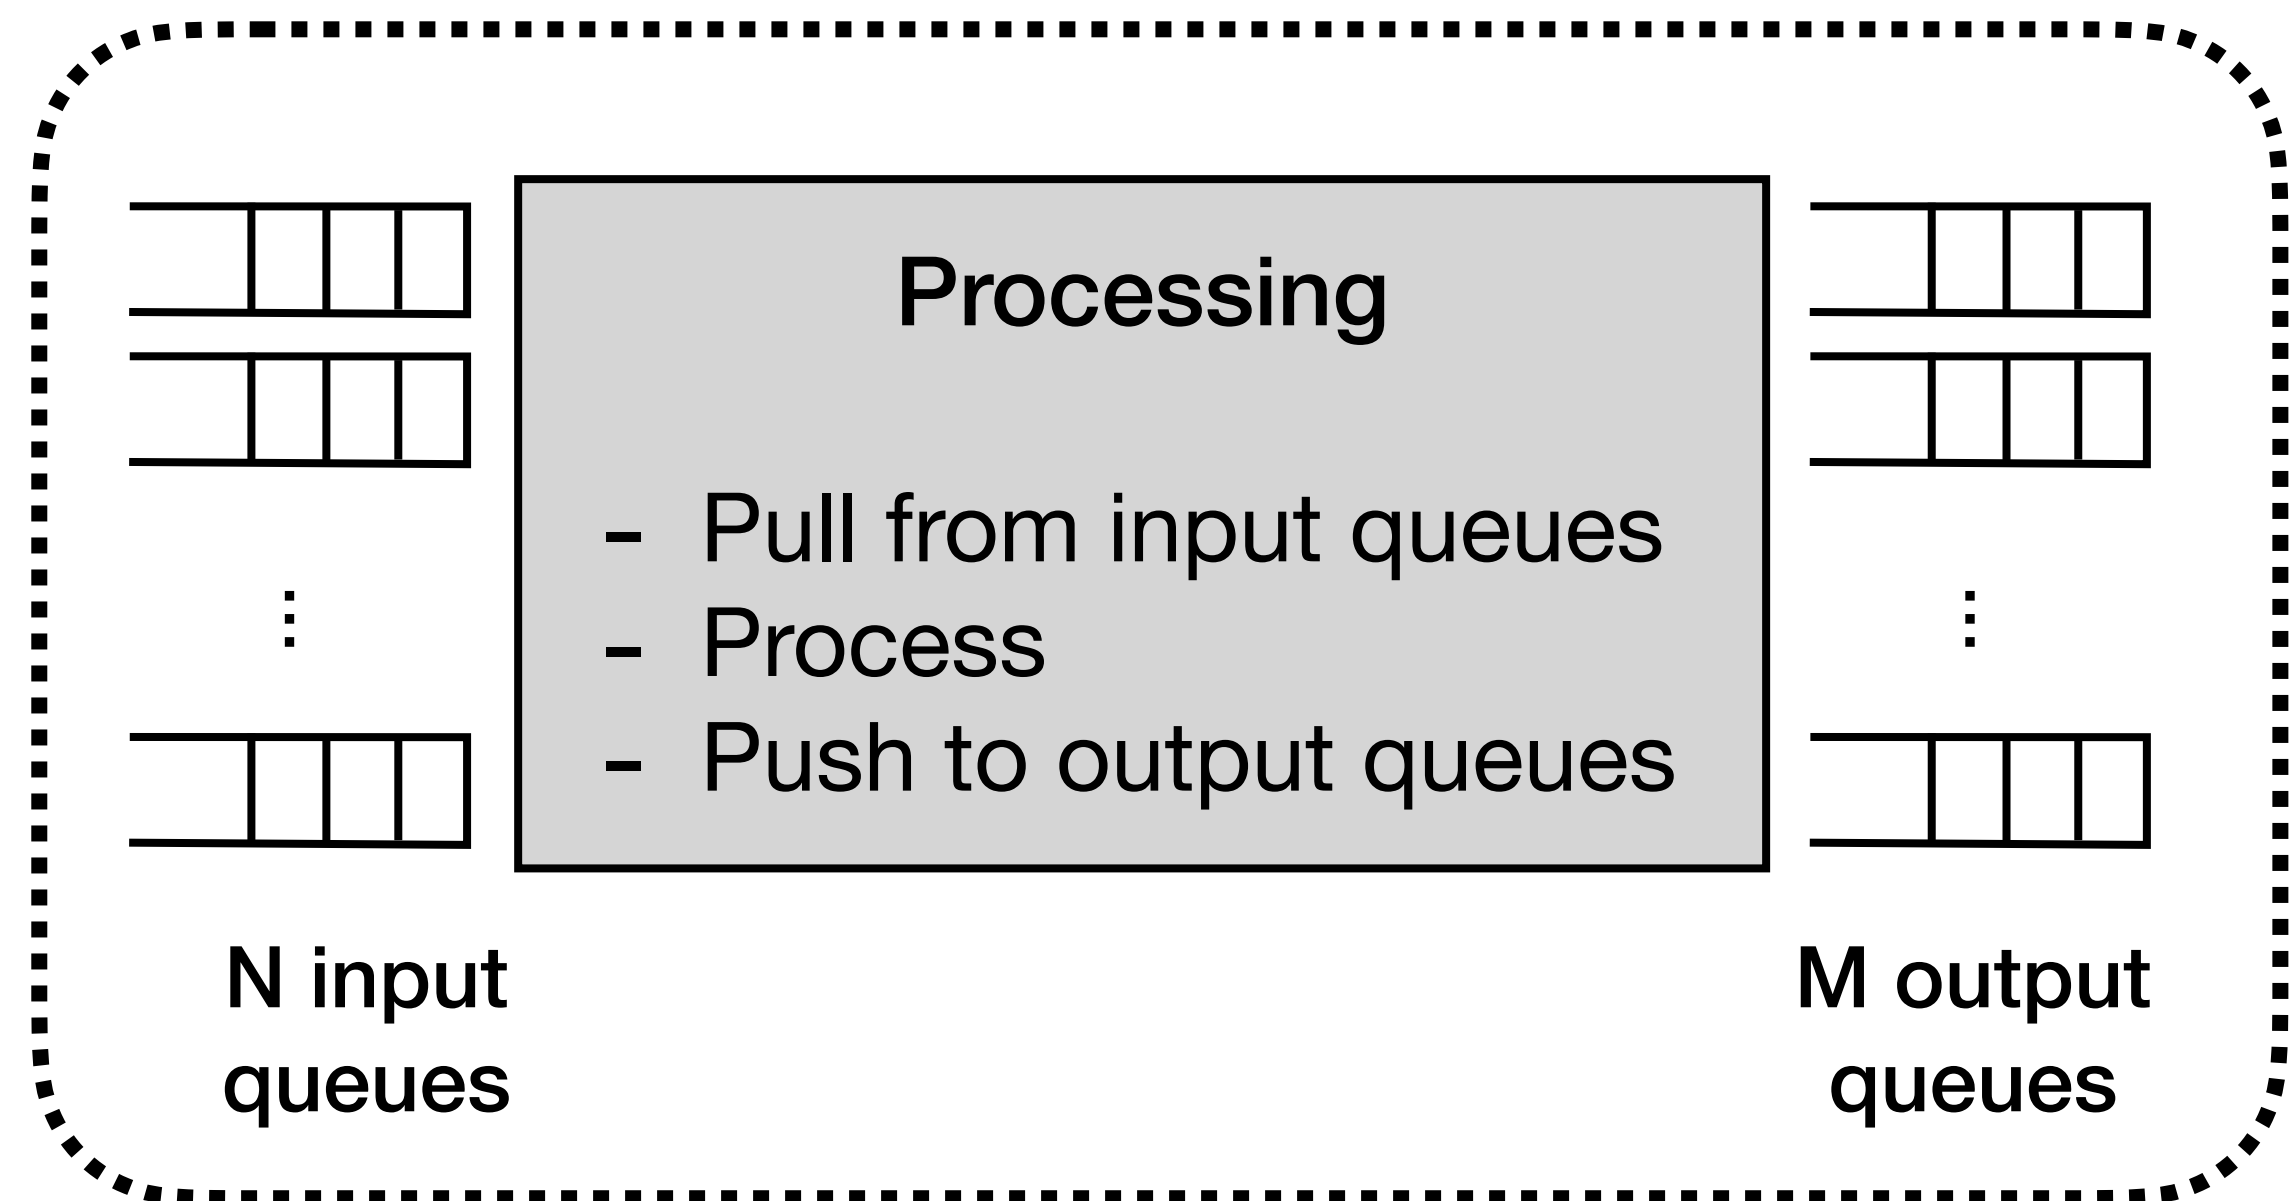 Processing
- Pull from input queues
- Process
- Push to output queues
N input
queues
M output
queues